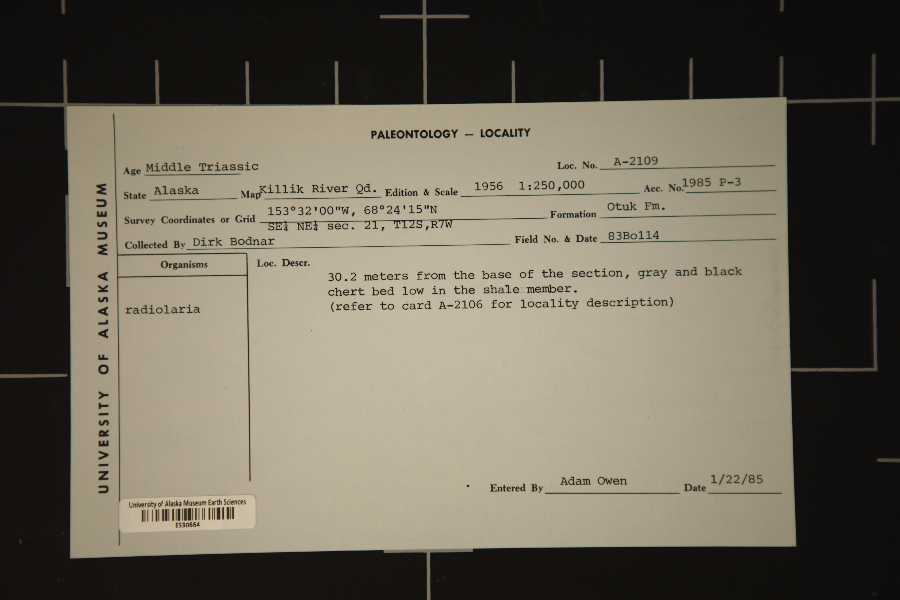 PALEONTOLOGY — LOCALITY
Age Middle Triassic Loc. No. A-2109
State Alaska Map Killik River Qd. Edition & Scale 1956 1:250,000 Acc. No. 1985 P-3
Survey Coordinates or Grid 153°32'00"W, 68°24'15"N Formation Otuk Fm.
SE¼ NE¼ sec. 21, T12S,R7W
Collected By Dirk Bodnar Field No. & Date 83Bo114
Organisms Loc. Descr.
30.2 meters from the base of the section, gray and black
chert bed low in the shale member.
radiolaria (refer to card A-2106 for locality description)
Entered By Adam Owen Date 1/22/85
University of Alaska Museum Earth Sciences
ES30664
UNIVERSITY OF ALASKA MUSEUM